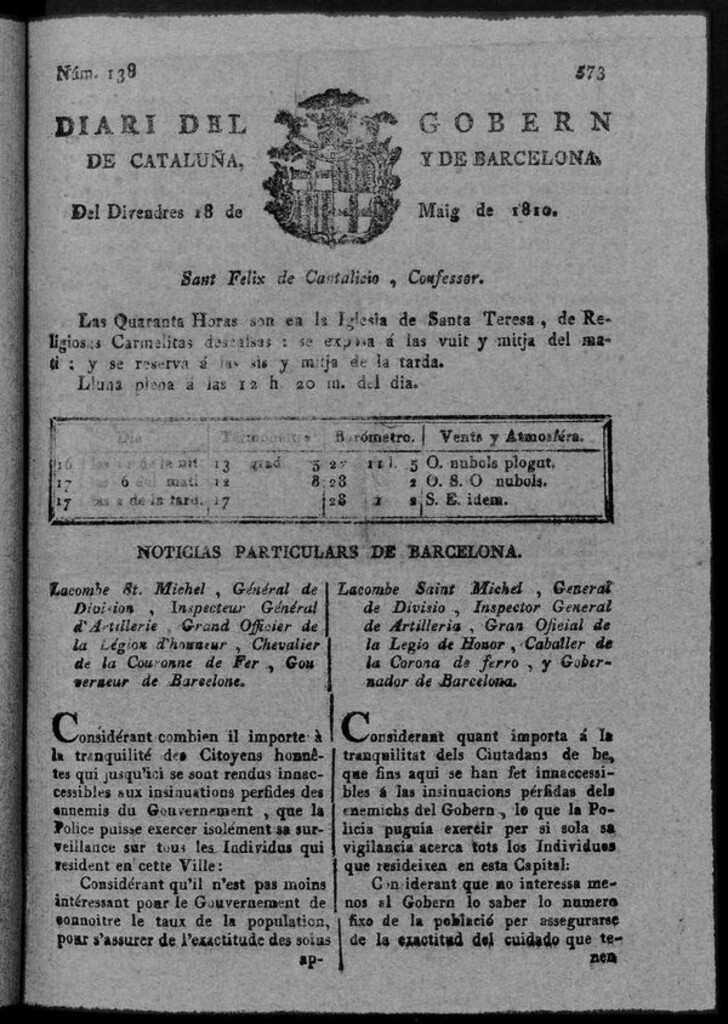 Núm. 138 573
DIARI DEL GOBERN
DE CATALUÑA, Y DE BARCELONA,
Del Divendres 18 de Maig de 1810.
Sant Felix de Cantalicio , Confessor.
Las Quaranta Horas son en la Iglesia de Santa Teresa , de Re-
ligiosas Carmelitas descalsas : se exposa á las vuit y mitja del ma-
tí ; y se reserva á las sis y mitja de la tarda.
Lluna plena á las 12 h. 20 m. del dia.
Dia Termometre Barómetro. Vents y Atmosféra.
16 nit 13 grad 5 27 11 l. 5 O. nubols plogut.
17 6 matí 12 8 28 2 O. S. O nubols.
17 las 2 de la tard. 17 28 1 2 S. E. idem.
NOTICIAS PARTICULARS DE BARCELONA.
Lacombe St. Michel , Général de
Division , Inspecteur Général
d'Artillerie , Grand Officier de
la Légion d'honneur , Chevalier
de la Couronne de Fer , Gou
verneur de Barcelone.
Considérant combien il importe à
la tranquilité des Citoyens honnê-
tes qui jusqu'ici se sont rendus innac-
cessibles aux insinuations perfides des
ennemis du Gouvernement , que la
Police puisse exercer isolément sa sur-
veillance sur tous les Individus qui
resident en cette Ville :
Considérant qu'il n'est pas moins
intéressant pour le Gouvernement de
connoitre le taux de la population,
pour s'assurer de l'exactitude des soins
ap-
Lacombe Saint Michel , General
de Divisio , Inspector General
de Artilleria , Gran Oficial de
la Legio de Honor , Caballer de
la Corona de ferro , y Gober-
nador de Barcelona.
Considerant quant importa á la
tranquilitat dels Ciutadans de be,
que fins aqui se han fet innaccessi-
bles á las insinuacions pérfidas dels
enemichs del Gobern , lo que la Po-
licia puguia exercir per si sola sa
vigilancia acerca tots los Individuos
que resideixen en esta Capital:
Considerant que no interessa me-
nos al Gobern lo saber lo numero
fixo de la població per assegurarse
de la exactitud del cuidado que te-
nen